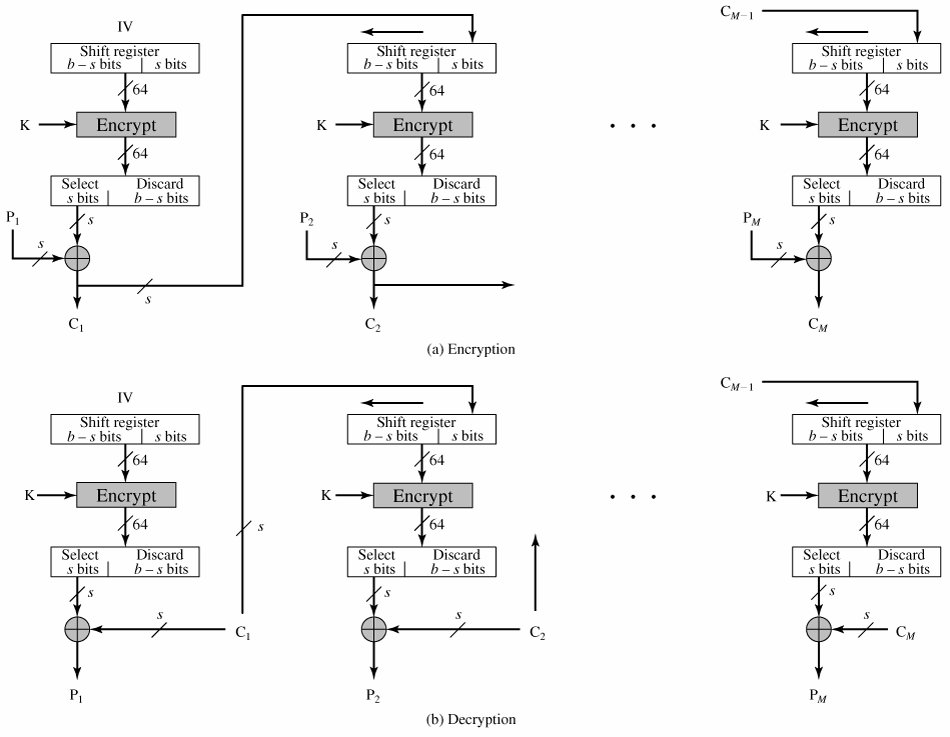 IV
C_{M–1}
Shift register
b – s bits | s bits
Shift register
b – s bits | s bits
Shift register
b – s bits | s bits
64
64
64
K
Encrypt
K
Encrypt
. . .
K
Encrypt
64
64
64
Select
s bits
Discard
b – s bits
Select
s bits
Discard
b – s bits
Select
s bits
Discard
b – s bits
P_1
s
s
P_2
s
s
P_M
s
s
s
C_1
C_2
C_M
(a) Encryption
IV
C_{M–1}
Shift register
b – s bits | s bits
Shift register
b – s bits | s bits
Shift register
b – s bits | s bits
64
64
64
K
Encrypt
K
Encrypt
. . .
K
Encrypt
64
s
64
64
Select
s bits
Discard
b – s bits
Select
s bits
Discard
b – s bits
Select
s bits
Discard
b – s bits
s
s
s
s
C_1
s
C_2
s
C_M
P_1
P_2
P_M
(b) Decryption